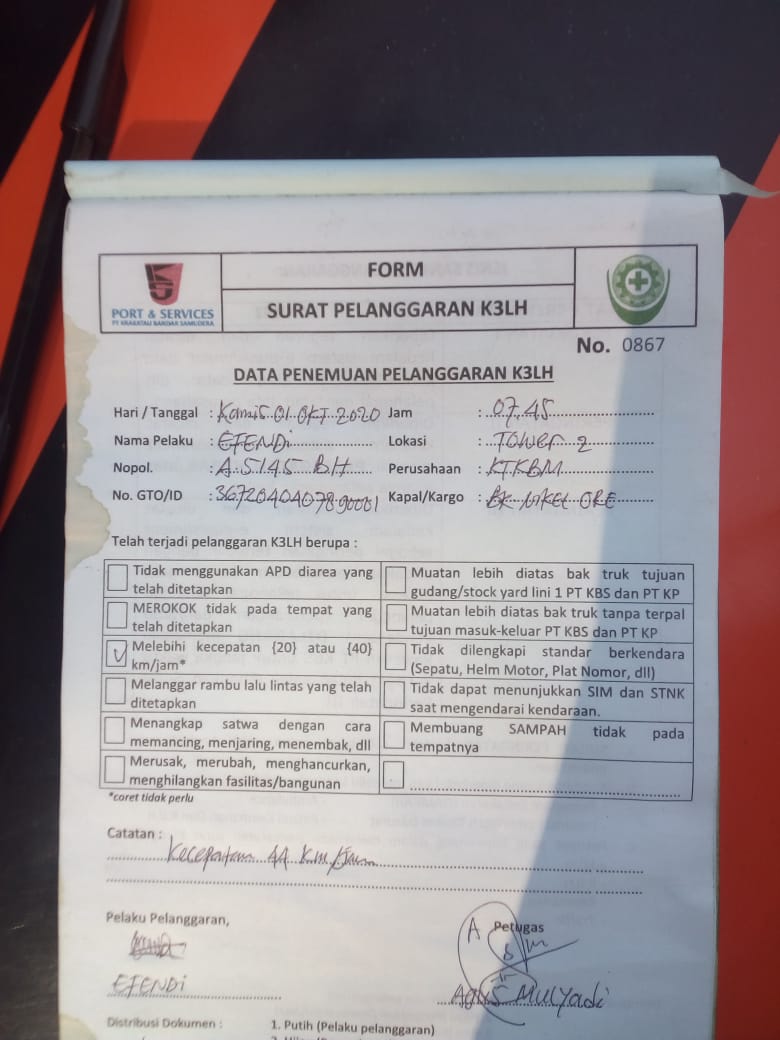 PORT & SERVICES
PT KRAKATAU BANDAR SAMUDERA
FORM
SURAT PELANGGARAN K3LH
No. 0867
DATA PENEMUAN PELANGGARAN K3LH
Hari / Tanggal : Kamis 01 OKT 2020 Jam : 07.45
Nama Pelaku : EFENDi Lokasi : TOWER 2
Nopol. : A 5145 BH Perusahaan : KTKBM
No. GTO/ID : Kapal/Kargo : NIKEL ORE
Telah terjadi pelanggaran K3LH berupa :
Tidak menggunakan APD diarea yang telah ditetapkan
Muatan lebih diatas bak truk tujuan gudang/stock yard lini 1 PT KBS dan PT KP
MEROKOK tidak pada tempat yang telah ditetapkan
Muatan lebih diatas bak truk tanpa terpal tujuan masuk-keluar PT KBS dan PT KP
Melebihi kecepatan {20} atau {40} km/jam*
Tidak dilengkapi standar berkendara (Sepatu, Helm Motor, Plat Nomor, dll)
Melanggar rambu lalu lintas yang telah ditetapkan
Tidak dapat menunjukkan SIM dan STNK saat mengendarai kendaraan.
Menangkap satwa dengan cara memancing, menjaring, menembak, dll
Membuang SAMPAH tidak pada tempatnya
Merusak, merubah, menghancurkan, menghilangkan fasilitas/bangunan
*coret tidak perlu
Catatan :
Kecepatan 44 Km/Jam
Pelaku Pelanggaran,
Petugas
EFENDi
Agus MULYadi
Distribusi Dokumen : 1. Putih (Pelaku pelanggaran)